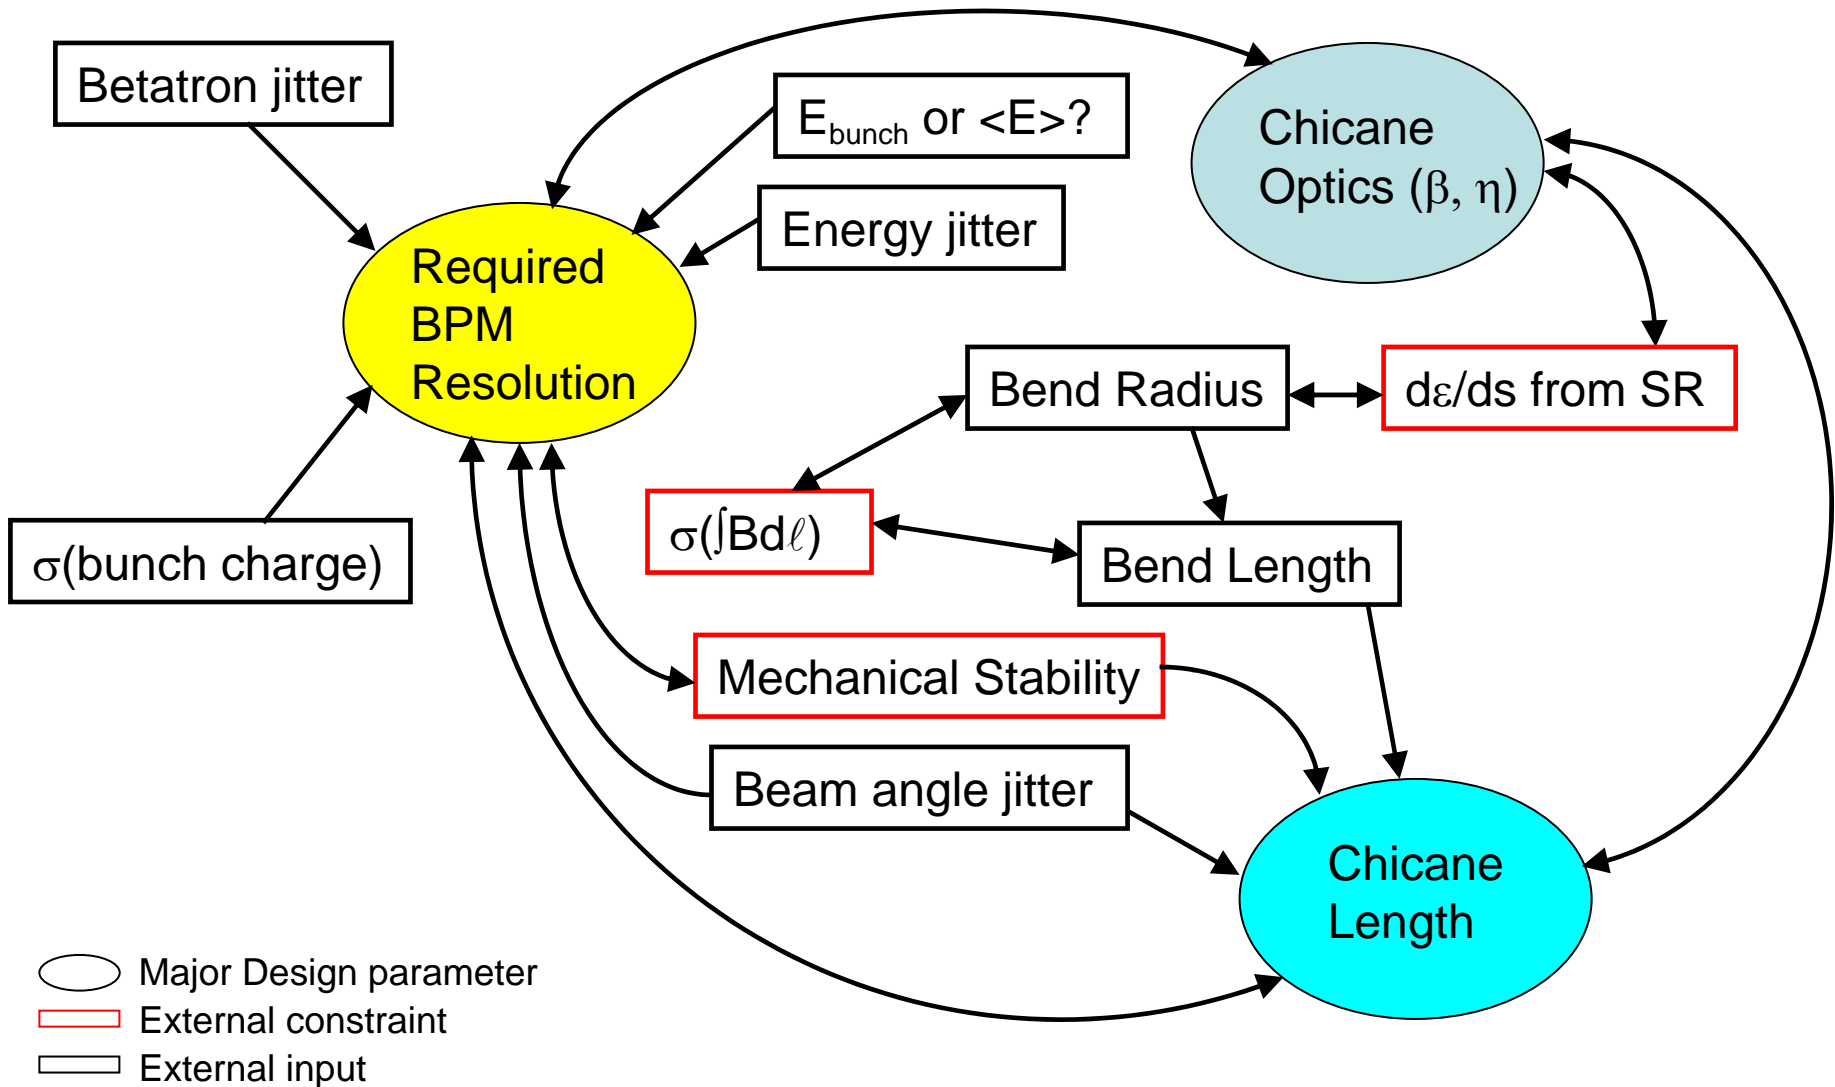 Betatron jitter
E_bunch or <E>?
Energy jitter
Chicane
Optics (β, η)
Required
BPM
Resolution
Bend Radius
dε/ds from SR
σ(∫Bdℓ)
Bend Length
σ(bunch charge)
Mechanical Stability
Beam angle jitter
Chicane
Length
Major Design parameter
External constraint
External input